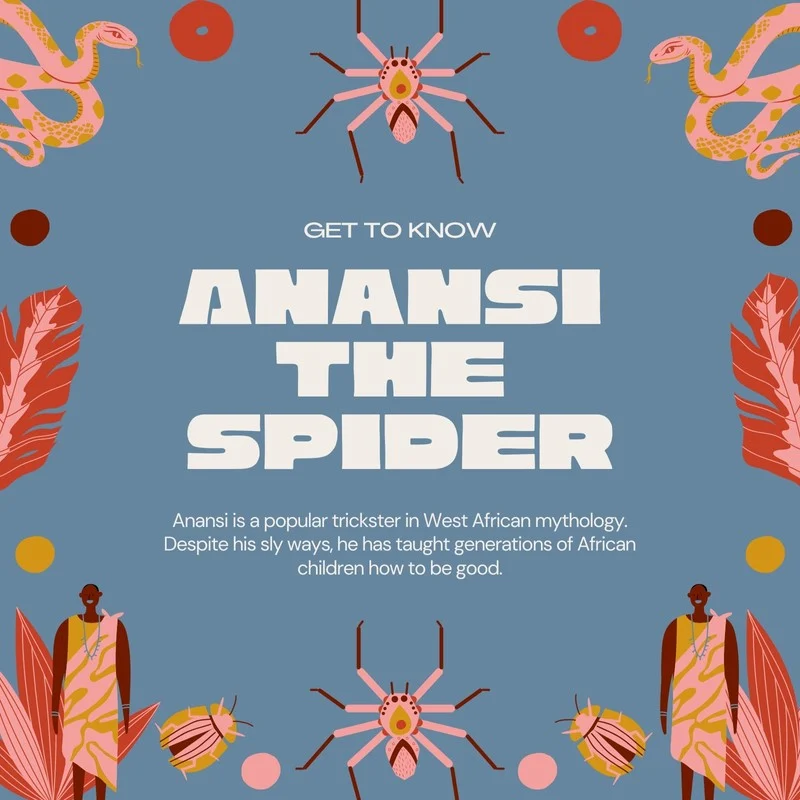 GET TO KNOW
ANANSI
THE
SPIDER
Anansi is a popular trickster in West African mythology.
Despite his sly ways, he has taught generations of African
children how to be good.